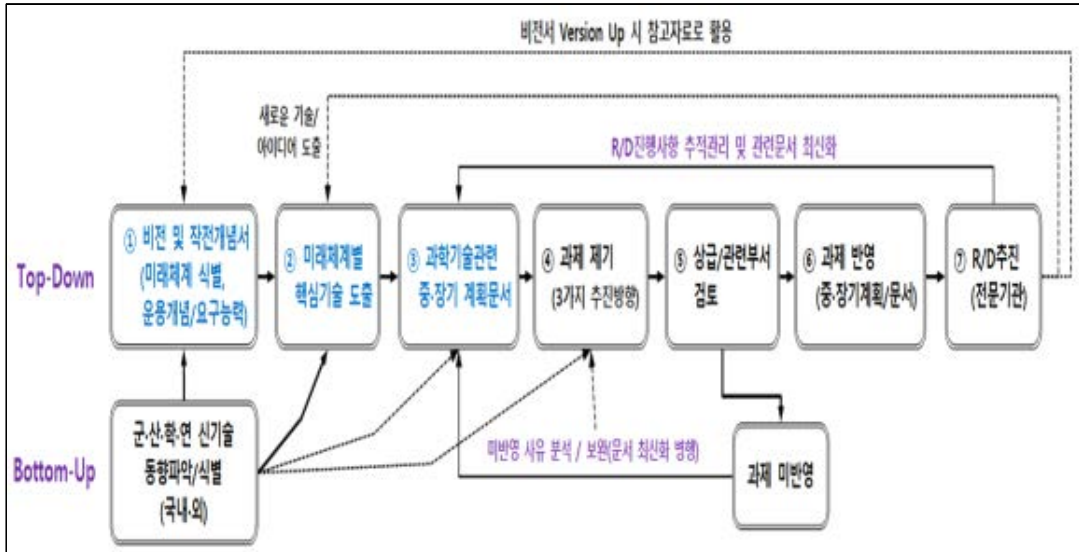 비전서 Version Up 시 참고자료로 활용
새로운 기술/
아이디어 도출
R/D진행사항 추적관리 및 관련문서 최신화
Top-Down
① 비전 및 작전개념서
(미래체계 식별,
운용개념/요구능력)
② 미래체계별
핵심기술 도출
③ 과학기술관련
중·장기 계획문서
④ 과제 제기
(3가지 추진방향)
⑤ 상급/관련부서
검토
⑥ 과제 반영
(중·장기계획/문서)
⑦ R/D추진
(전문기관)
Bottom-Up
군·산·학·연 신기술
동향파악/식별
(국내·외)
미반영 사유 분석 / 보완(문서 최신화 병행)
과제 미반영